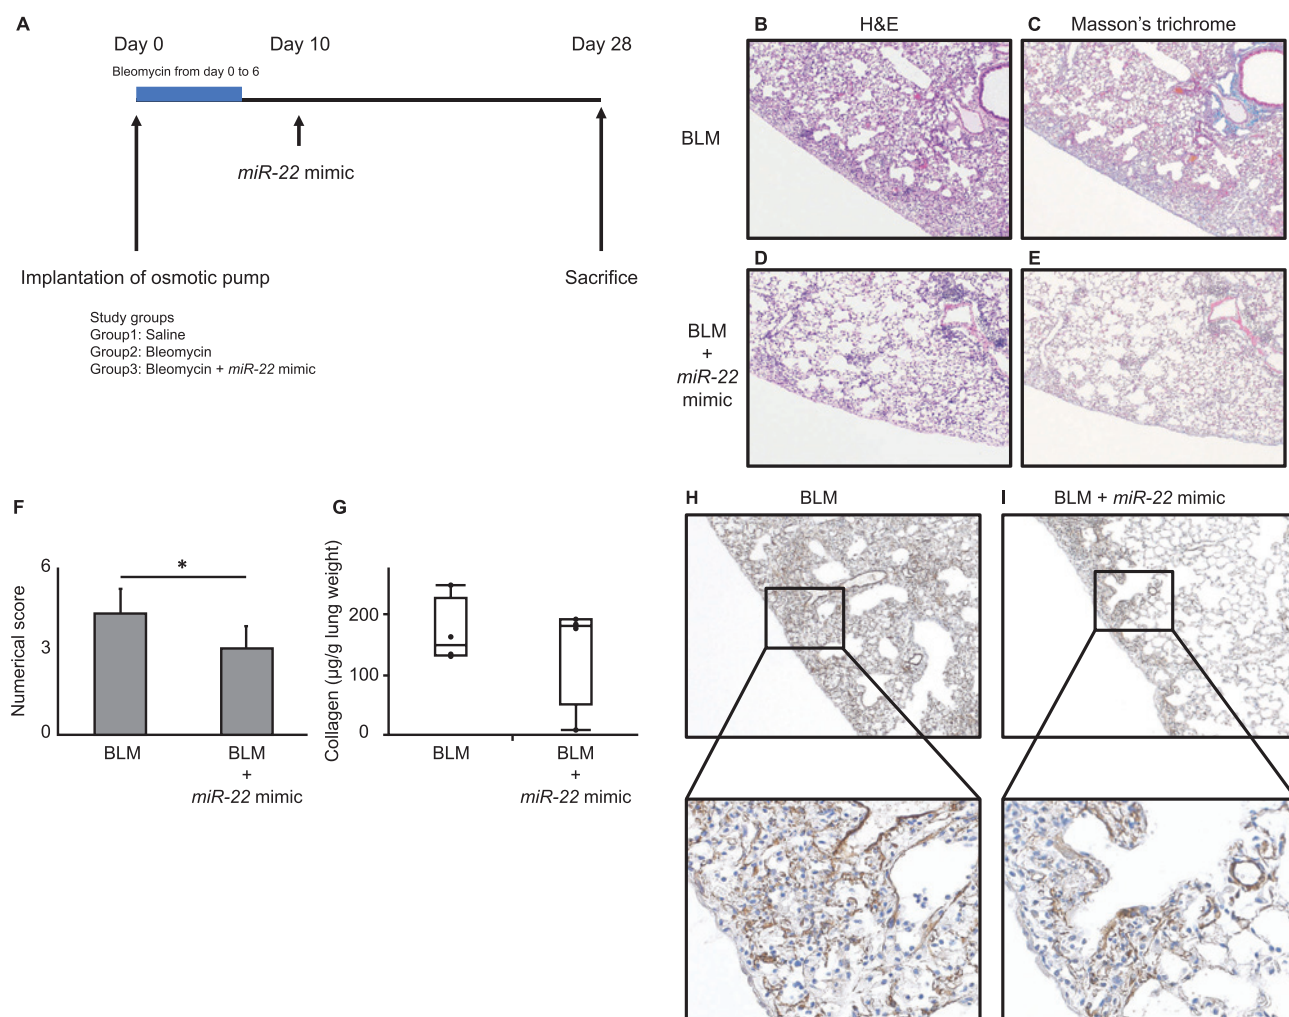 A
Day 0
Day 10
Day 28
Bleomycin from day 0 to 6
miR-22 mimic
Implantation of osmotic pump
Sacrifice
Study groups
Group1: Saline
Group2: Bleomycin
Group3: Bleomycin + miR-22 mimic
B
H&E
C
Masson’s trichrome
BLM
D
E
BLM
+
miR-22
mimic
F
Numerical score
6
3
0
*
BLM
BLM
+
miR-22 mimic
G
Collagen (µg/g lung weight)
200
100
0
BLM
BLM
+
miR-22 mimic
H
BLM
I
BLM + miR-22 mimic